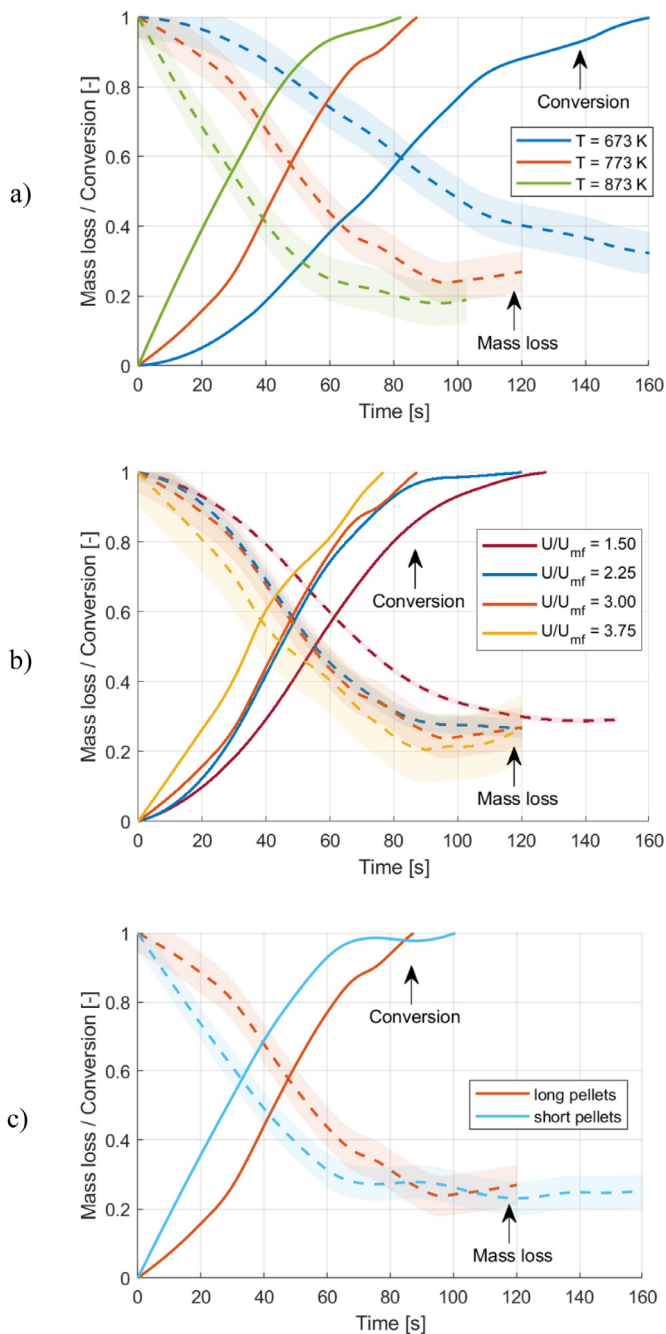 a)
Mass loss / Conversion [-]
1
0.8
0.6
0.4
0.2
0
Conversion
T = 673 K
T = 773 K
T = 873 K
Mass loss
0 20 40 60 80 100 120 140 160
Time [s]
b)
Mass loss / Conversion [-]
1
0.8
0.6
0.4
0.2
0
U/Umf = 1.50
U/Umf = 2.25
U/Umf = 3.00
U/Umf = 3.75
Conversion
Mass loss
0 20 40 60 80 100 120 140 160
Time [s]
c)
Mass loss / Conversion [-]
1
0.8
0.6
0.4
0.2
0
Conversion
long pellets
short pellets
Mass loss
0 20 40 60 80 100 120 140 160
Time [s]